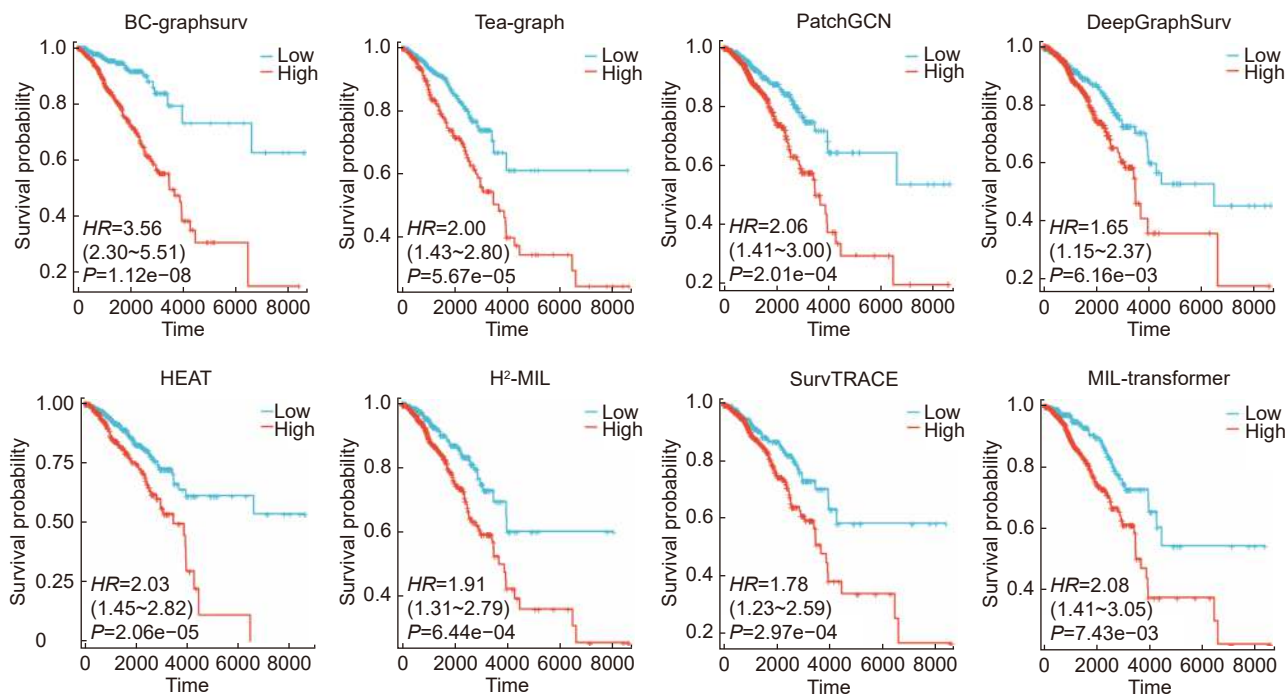 BC-graphsurv
Low
High
1.0
0.8
0.6
0.4
0.2
Survival probability
HR=3.56
(2.30~5.51)
P=1.12e−08
0 2000 4000 6000 8000
Time
Tea-graph
Low
High
1.0
0.8
0.6
0.4
Survival probability
HR=2.00
(1.43~2.80)
P=5.67e−05
0 2000 4000 6000 8000
Time
PatchGCN
Low
High
1.0
0.8
0.6
0.4
0.2
Survival probability
HR=2.06
(1.41~3.00)
P=2.01e−04
0 2000 4000 6000 8000
Time
DeepGraphSurv
Low
High
1.0
0.8
0.6
0.4
0.2
Survival probability
HR=1.65
(1.15~2.37)
P=6.16e−03
0 2000 4000 6000 8000
Time
HEAT
Low
High
1.00
0.75
0.50
0.25
0
Survival probability
HR=2.03
(1.45~2.82)
P=2.06e−05
0 2000 4000 6000 8000
Time
H²-MIL
Low
High
1.0
0.8
0.6
0.4
Survival probability
HR=1.91
(1.31~2.79)
P=6.44e−04
0 2000 4000 6000 8000
Time
SurvTRACE
Low
High
1.0
0.8
0.6
0.4
0.2
Survival probability
HR=1.78
(1.23~2.59)
P=2.97e−04
0 2000 4000 6000 8000
Time
MIL-transformer
Low
High
1.0
0.8
0.6
0.4
Survival probability
HR=2.08
(1.41~3.05)
P=7.43e−03
0 2000 4000 6000 8000
Time